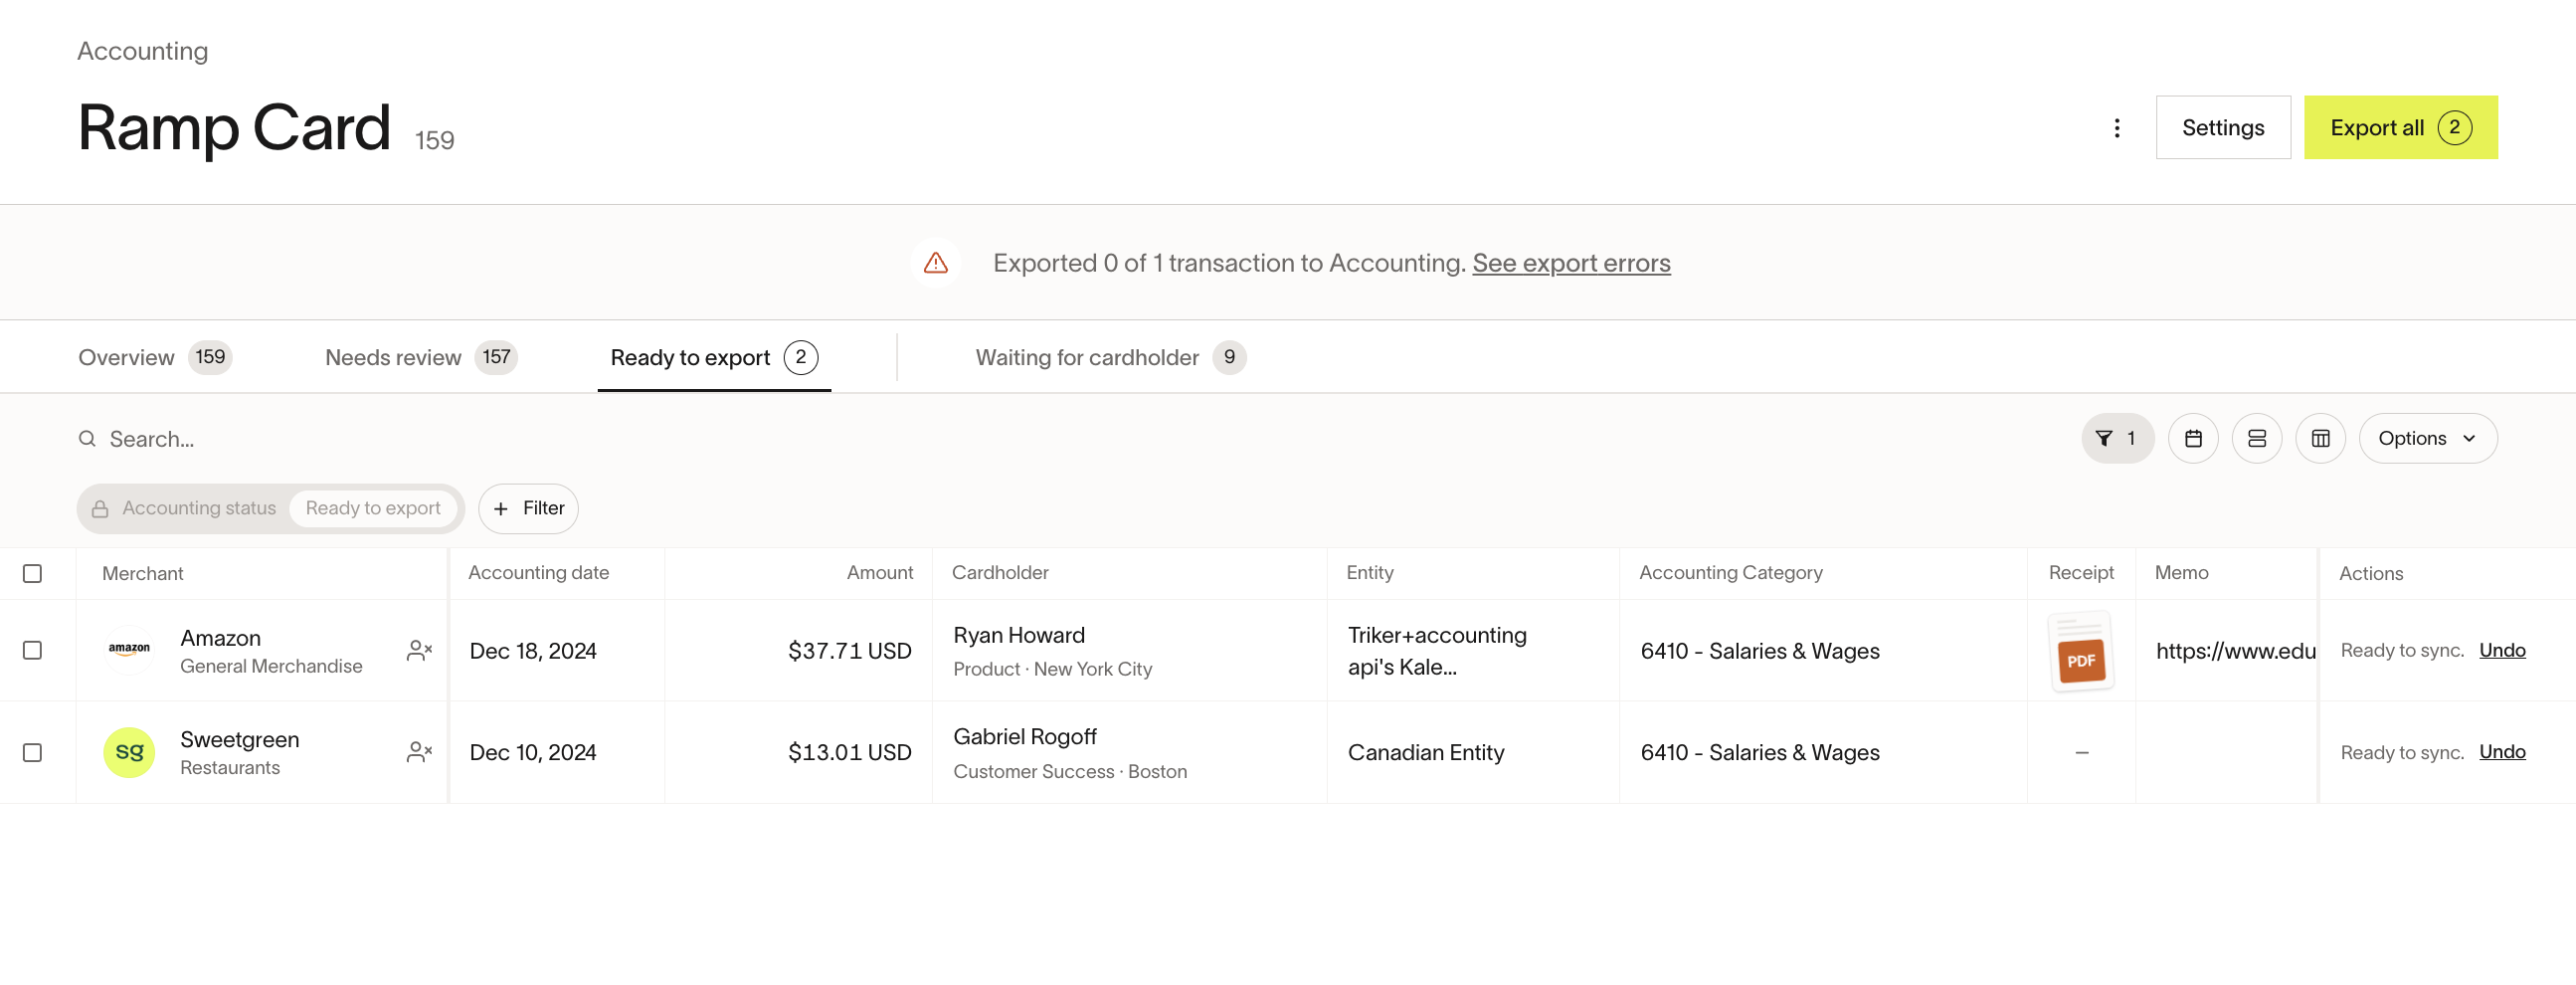 Accounting
Ramp Card 159
Settings
Export all 2
Exported 0 of 1 transaction to Accounting. See export errors
Overview 159
Needs review 157
Ready to export 2
Waiting for cardholder 9
Search...
1
Options
Accounting status Ready to export
Filter
Merchant Accounting date Amount Cardholder Entity Accounting Category Receipt Memo Actions
amazon
Amazon
General Merchandise
Dec 18, 2024
$37.71 USD
Ryan Howard
Product · New York City
Triker+accounting
api's Kale...
6410 - Salaries & Wages
PDF
https://www.edu
Ready to sync. Undo
sg
Sweetgreen
Restaurants
Dec 10, 2024
$13.01 USD
Gabriel Rogoff
Customer Success · Boston
Canadian Entity
6410 - Salaries & Wages
–
Ready to sync. Undo